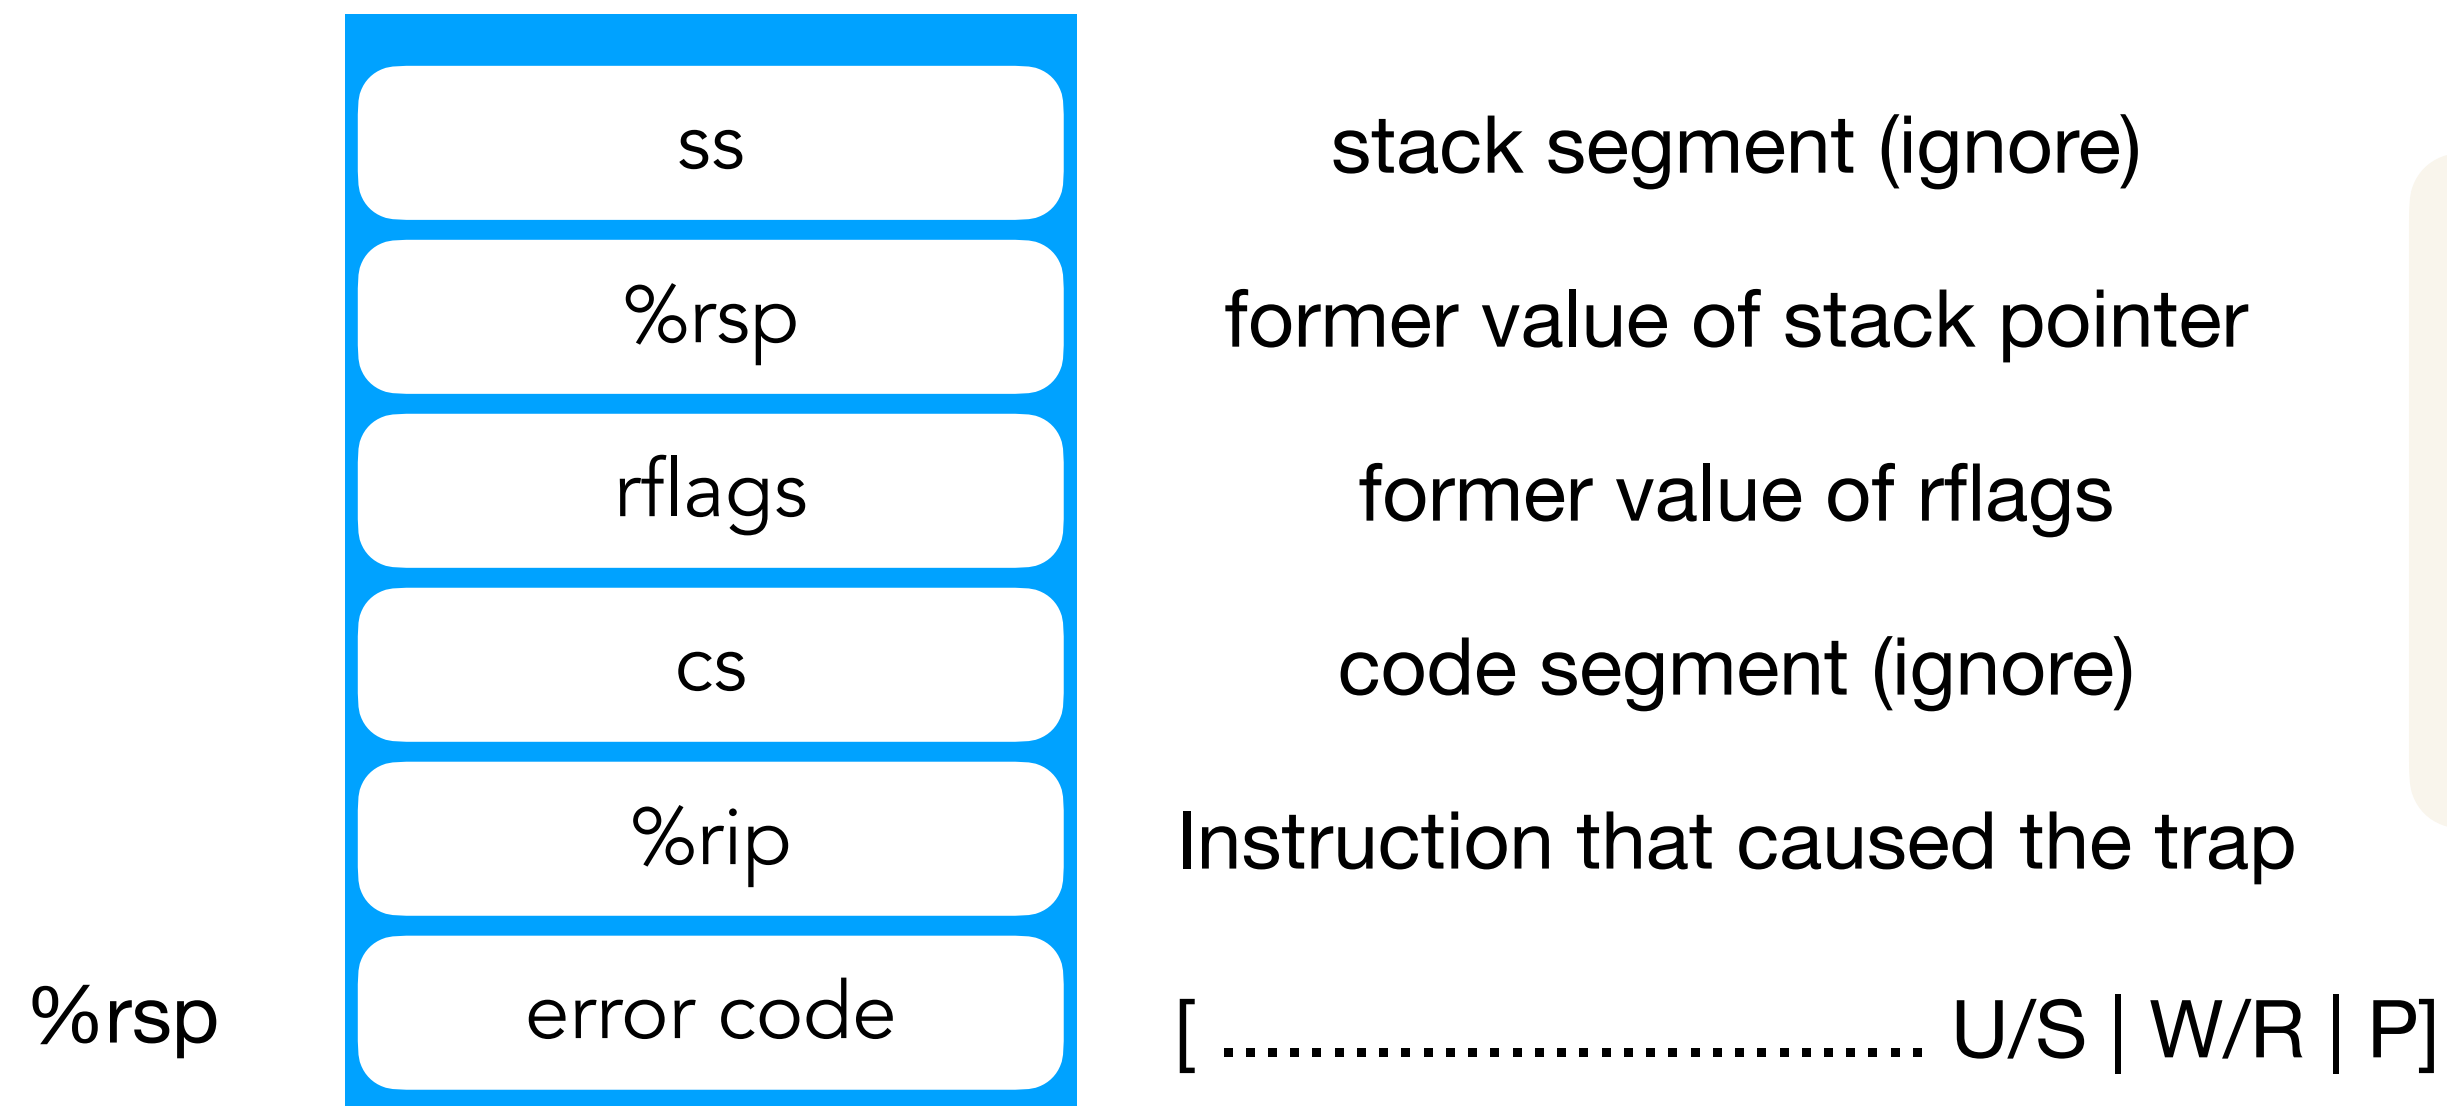 ss stack segment (ignore)
%rsp former value of stack pointer
rflags former value of rflags
cs code segment (ignore)
%rip Instruction that caused the trap
%rsp error code [ ................................ U/S | W/R | P]